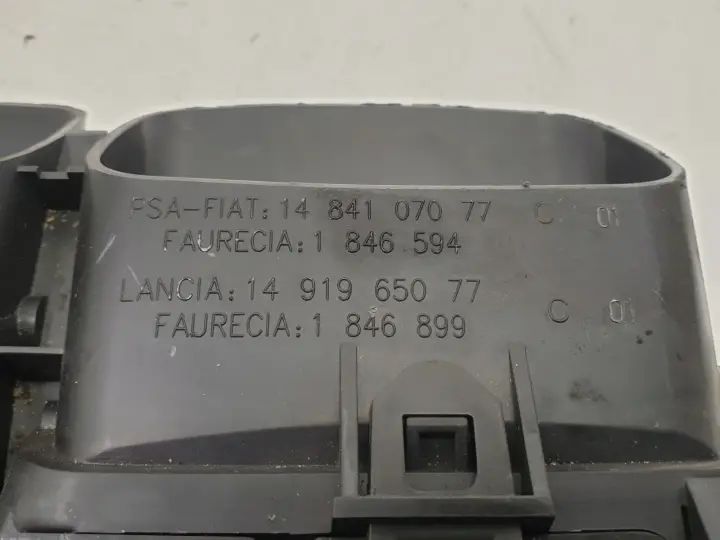 PSA-FIAT: 14 841 070 77 C 01
FAURECIA: 1 846 594
LANCIA: 14 919 650 77 C 01
FAURECIA: 1 846 899